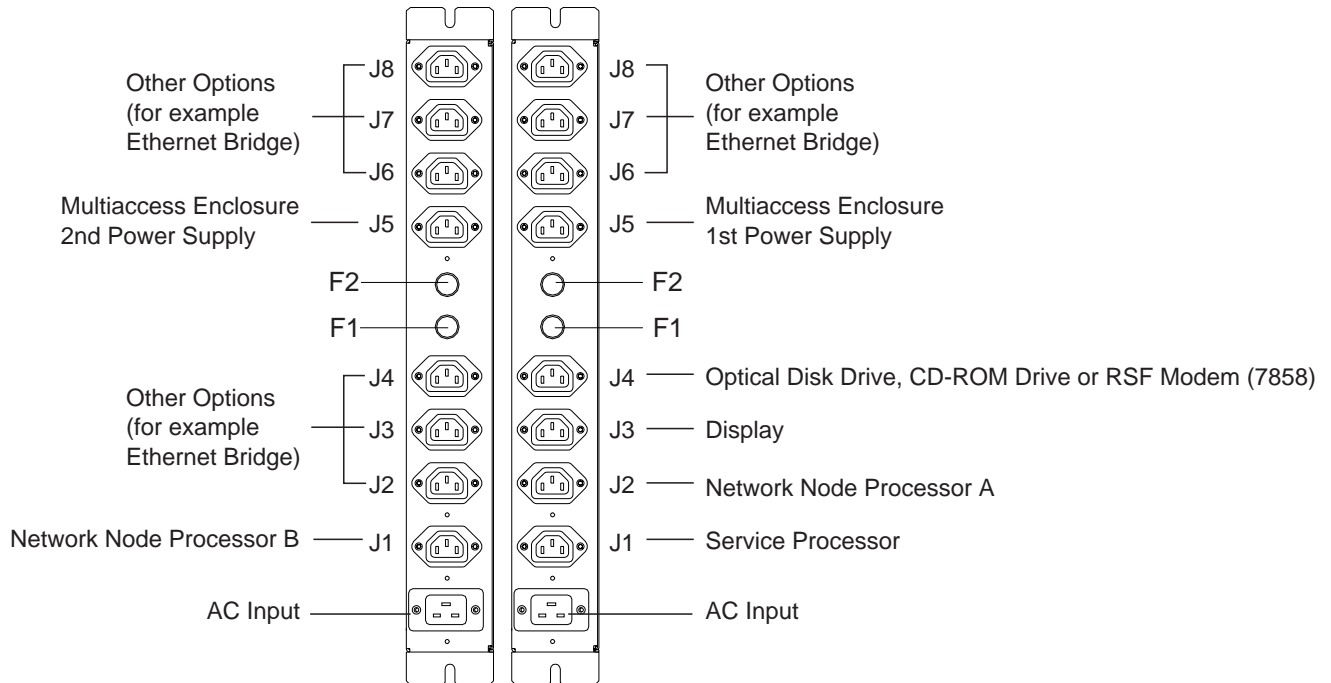 J8
J8
Other Options
(for example
Ethernet Bridge)
Other Options
(for example
Ethernet Bridge)
J7
J7
J6
J6
Multiaccess Enclosure
2nd Power Supply
J5
J5
Multiaccess Enclosure
1st Power Supply
F2
F2
F1
F1
J4
J4
Optical Disk Drive, CD-ROM Drive or RSF Modem (7858)
Other Options
(for example
Ethernet Bridge)
J3
J3
Display
J2
J2
Network Node Processor A
Network Node Processor B
J1
J1
Service Processor
AC Input
AC Input